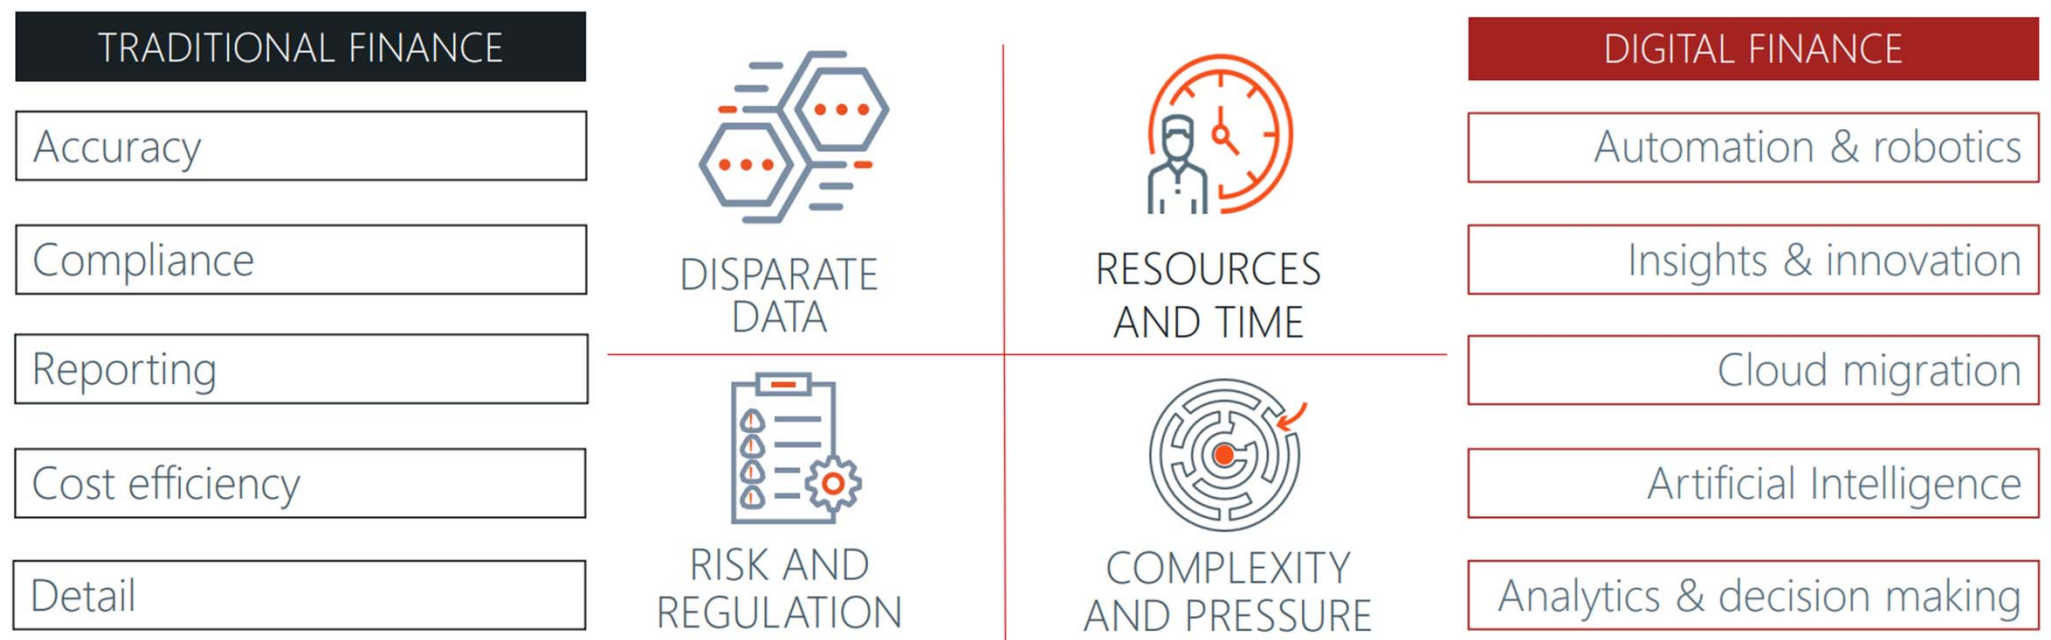 TRADITIONAL FINANCE
Accuracy
Compliance
Reporting
Cost efficiency
Detail
DISPARATE
DATA
RESOURCES
AND TIME
RISK AND
REGULATION
COMPLEXITY
AND PRESSURE
DIGITAL FINANCE
Automation & robotics
Insights & innovation
Cloud migration
Artificial Intelligence
Analytics & decision making